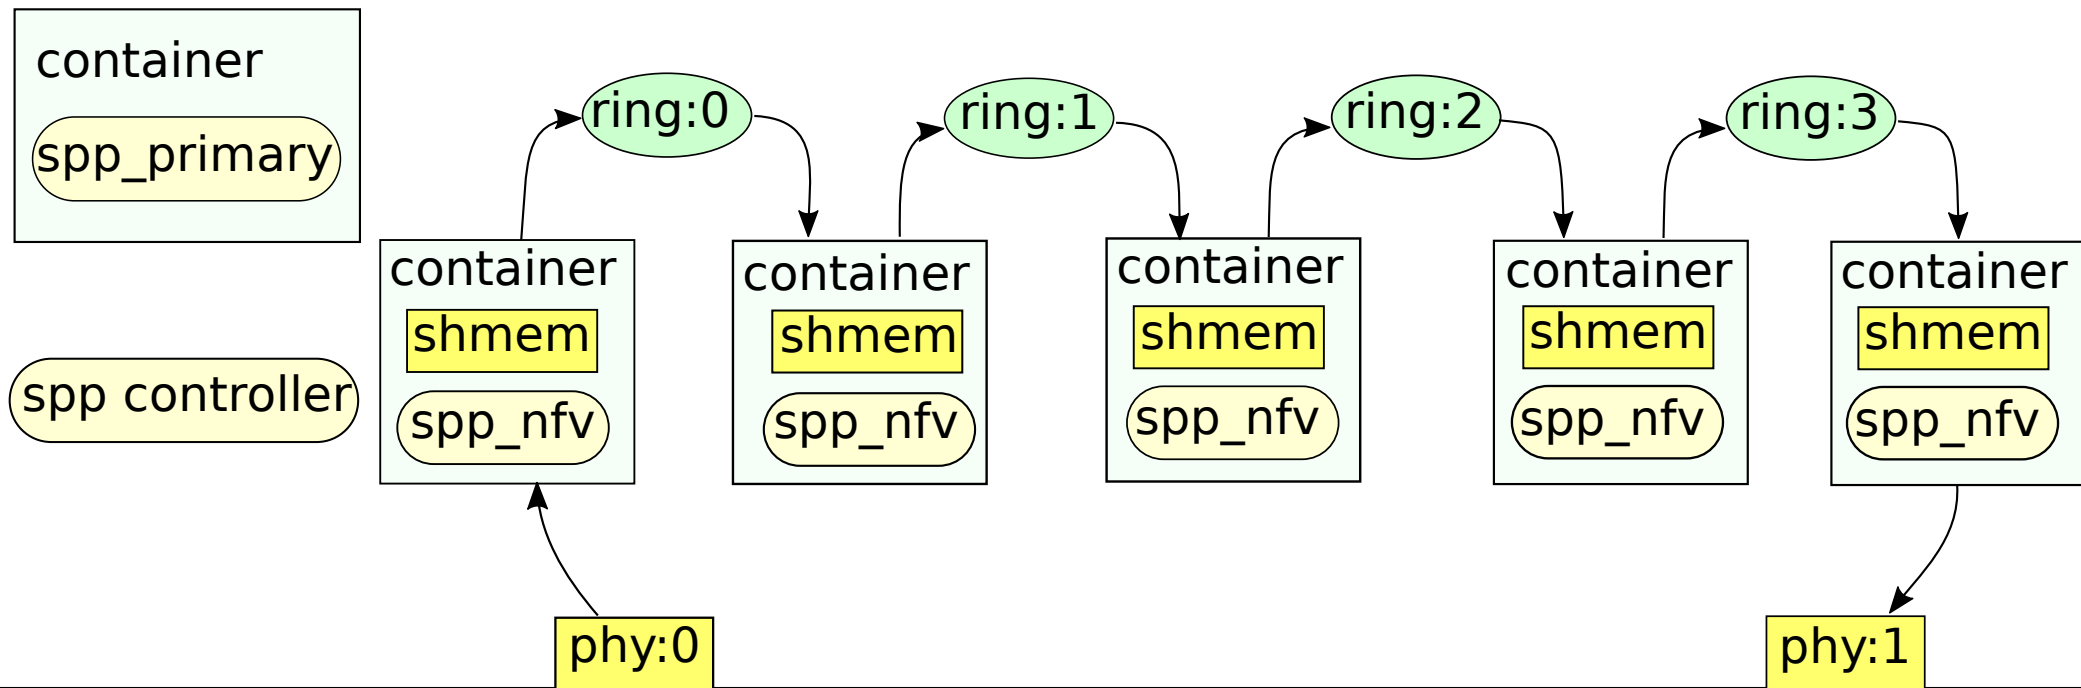 container
spp_primary
spp controller
ring:0
ring:1
ring:2
ring:3
container
shmem
spp_nfv
container
shmem
spp_nfv
container
shmem
spp_nfv
container
shmem
spp_nfv
container
shmem
spp_nfv
phy:0
phy:1